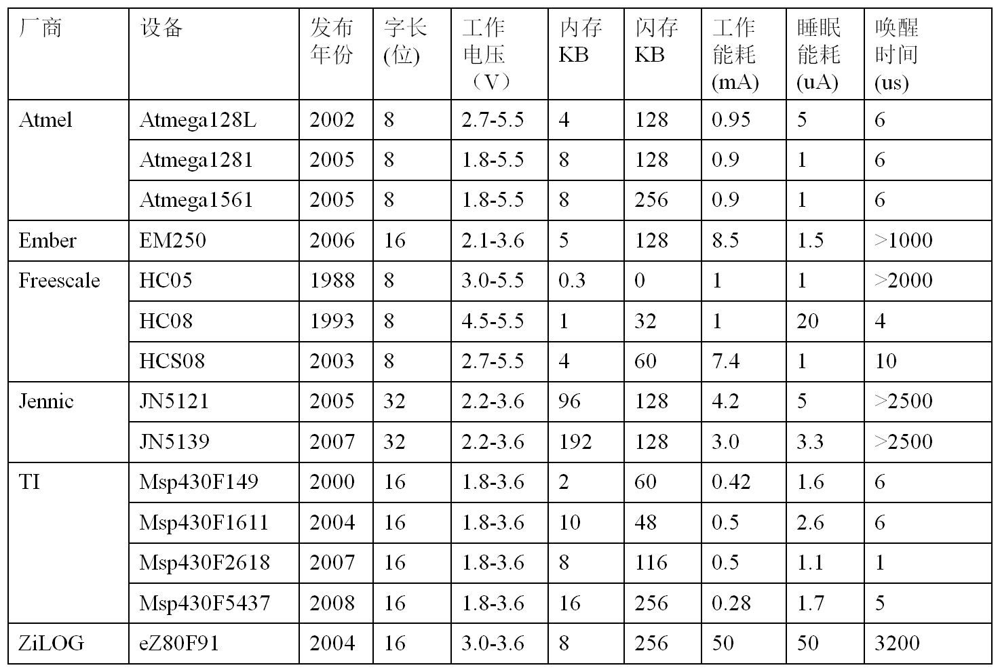 厂商 设备 发布年份 字长(位) 工作电压（V） 内存KB 闪存KB 工作能耗(mA) 睡眠能耗(uA) 唤醒时间(us)
Atmel Atmega128L 2002 8 2.7-5.5 4 128 0.95 5 6
Atmega1281 2005 8 1.8-5.5 8 128 0.9 1 6
Atmega1561 2005 8 1.8-5.5 8 256 0.9 1 6
Ember EM250 2006 16 2.1-3.6 5 128 8.5 1.5 >1000
Freescale HC05 1988 8 3.0-5.5 0.3 0 1 1 >2000
HC08 1993 8 4.5-5.5 1 32 1 20 4
HCS08 2003 8 2.7-5.5 4 60 7.4 1 10
Jennic JN5121 2005 32 2.2-3.6 96 128 4.2 5 >2500
JN5139 2007 32 2.2-3.6 192 128 3.0 3.3 >2500
TI Msp430F149 2000 16 1.8-3.6 2 60 0.42 1.6 6
Msp430F1611 2004 16 1.8-3.6 10 48 0.5 2.6 6
Msp430F2618 2007 16 1.8-3.6 8 116 0.5 1.1 1
Msp430F5437 2008 16 1.8-3.6 16 256 0.28 1.7 5
ZiLOG eZ80F91 2004 16 3.0-3.6 8 256 50 50 3200